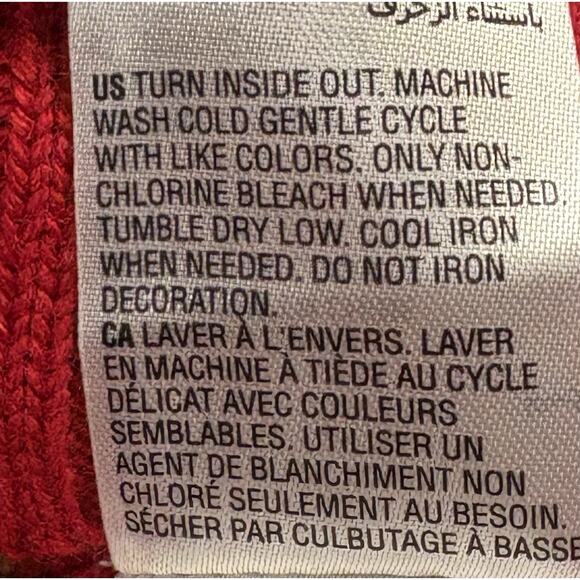 باستثناء الزخرف
US TURN INSIDE OUT. MACHINE
WASH COLD GENTLE CYCLE
WITH LIKE COLORS. ONLY NON-
CHLORINE BLEACH WHEN NEEDED.
TUMBLE DRY LOW. COOL IRON
WHEN NEEDED. DO NOT IRON
DECORATION.
CA LAVER À L'ENVERS. LAVER
EN MACHINE À TIÈDE AU CYCLE
DÉLICAT AVEC COULEURS
SEMBLABLES. UTILISER UN
AGENT DE BLANCHIMENT NON
CHLORÉ SEULEMENT AU BESOIN.
SÉCHER PAR CULBUTAGE À BASSE